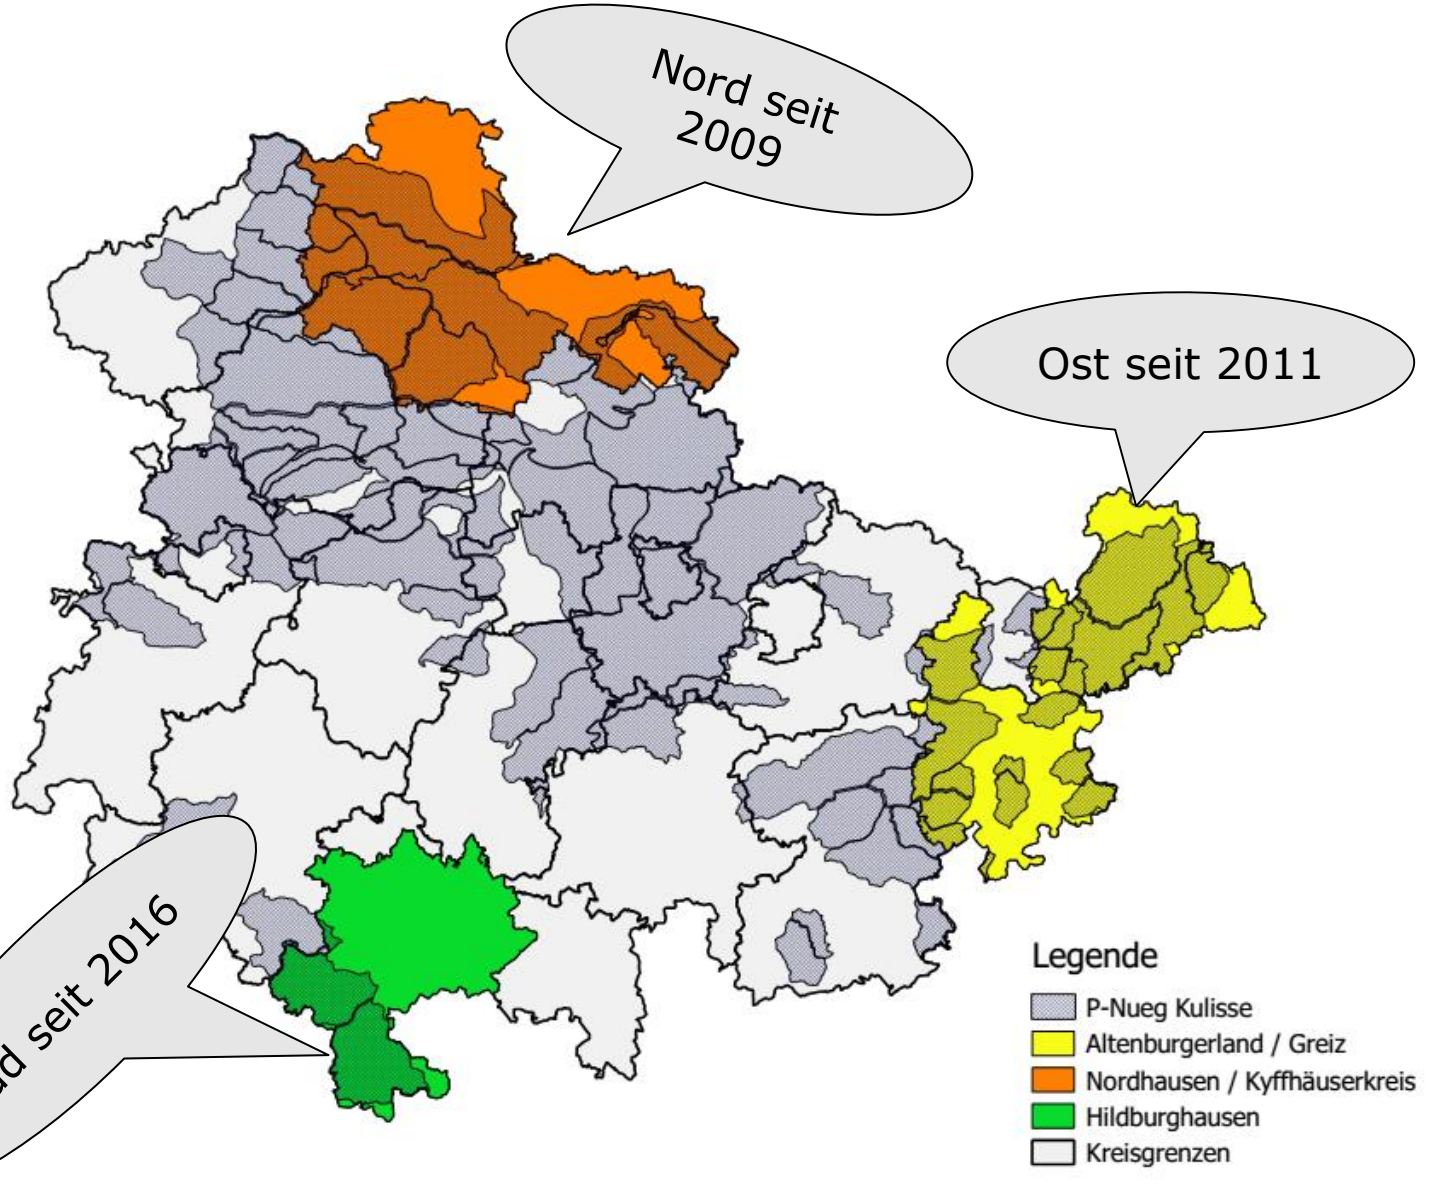 Nord seit
2009
Ost seit 2011
seit 2016
Legende
P-Nueg Kulisse
Altenburgerland / Greiz
Nordhausen / Kyffhäuserkreis
Hildburghausen
Kreisgrenzen